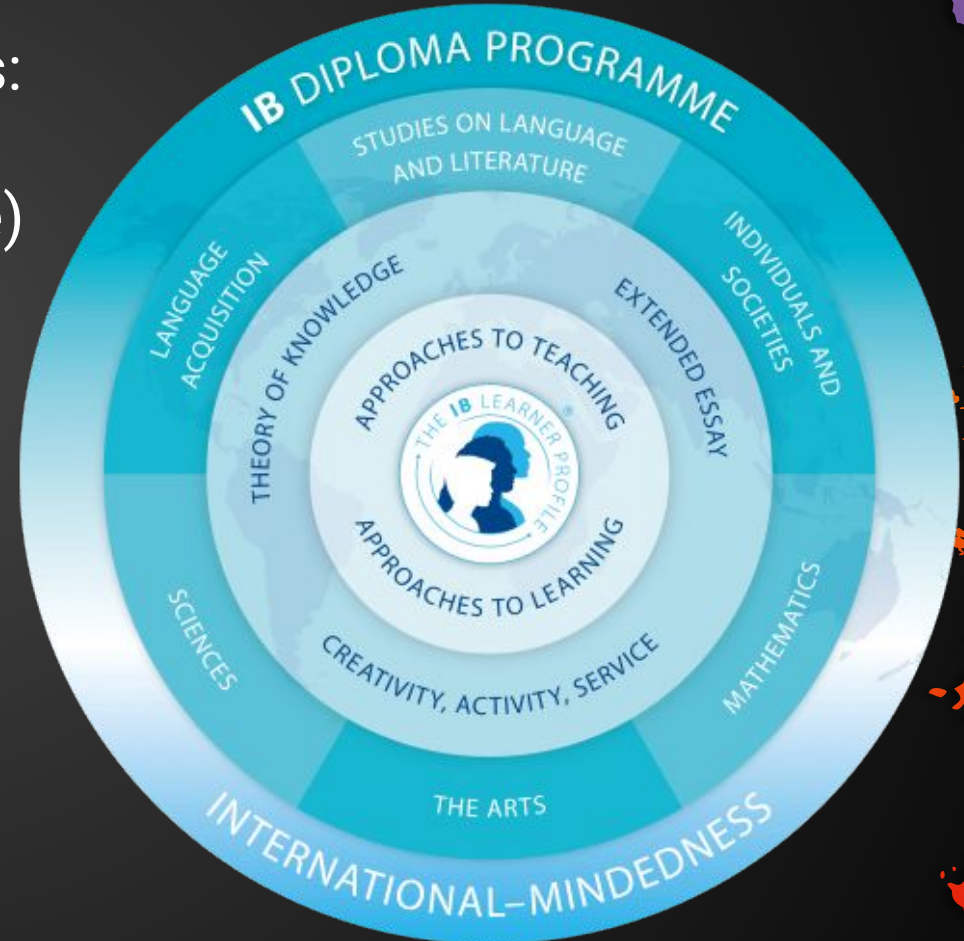 s:
e)
IB DIPLOMA PROGRAMME
STUDIES ON LANGUAGE
AND LITERATURE
LANGUAGE
ACQUISITION
INDIVIDUALS AND
SOCIETIES
THEORY OF KNOWLEDGE
EXTENDED ESSAY
APPROACHES TO TEACHING
THE IB LEARNER PROFILE®
APPROACHES TO LEARNING
SCIENCES
MATHEMATICS
CREATIVITY, ACTIVITY, SERVICE
THE ARTS
INTERNATIONAL–MINDEDNESS